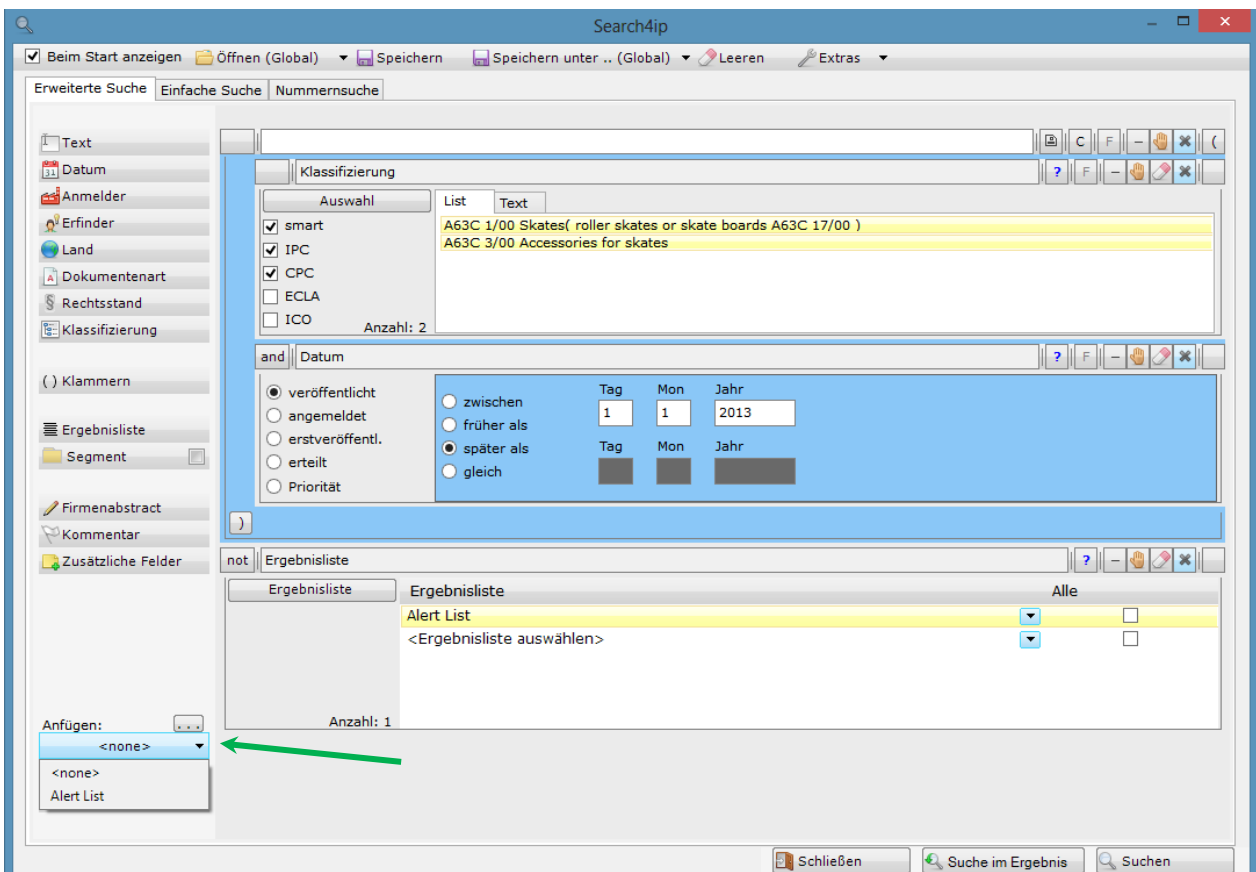 Search4ip
Beim Start anzeigen Öffnen (Global) Speichern Speichern unter .. (Global) Leeren Extras
Erweiterte Suche Einfache Suche Nummernsuche
Text
Datum
Anmelder
Erfinder
Land
Dokumentenart
Rechtsstand
Klassifizierung
( ) Klammern
Ergebnisliste
Segment
Firmenabstract
Kommentar
Zusätzliche Felder
Anfügen: ...
<none>
<none>
Alert List
C F – (
Klassifizierung ? F –
Auswahl List Text
smart
IPC
CPC
ECLA
ICO
Anzahl: 2
A63C 1/00 Skates( roller skates or skate boards A63C 17/00 )
A63C 3/00 Accessories for skates
and Datum ? F –
veröffentlicht
angemeldet
erstveröffentl.
erteilt
Priorität
zwischen
früher als
später als
gleich
Tag Mon Jahr
1 1 2013
Tag Mon Jahr
)
not Ergebnisliste ? –
Ergebnisliste Ergebnisliste Alle
Alert List
<Ergebnisliste auswählen>
Anzahl: 1
Schließen Suche im Ergebnis Suchen